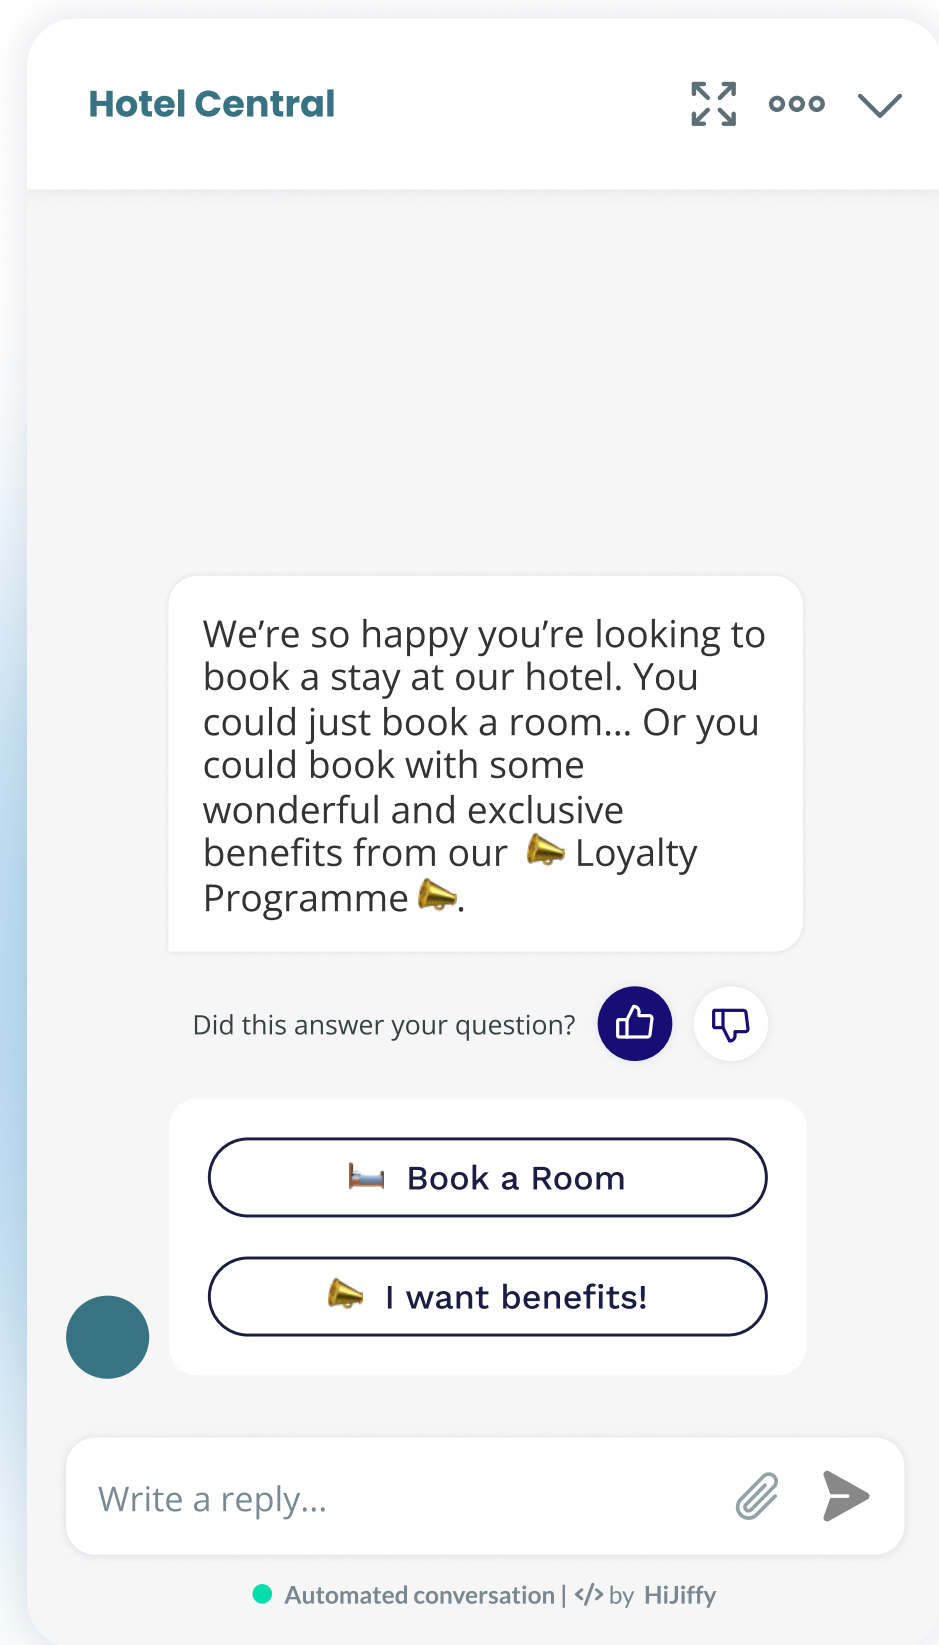 Hotel Central
We’re so happy you’re looking to
book a stay at our hotel. You
could just book a room... Or you
could book with some
wonderful and exclusive
benefits from our 📣 Loyalty
Programme 📣.
Did this answer your question?
🛏️ Book a Room
📣 I want benefits!
Write a reply...
Automated conversation | </> by HiJiffy